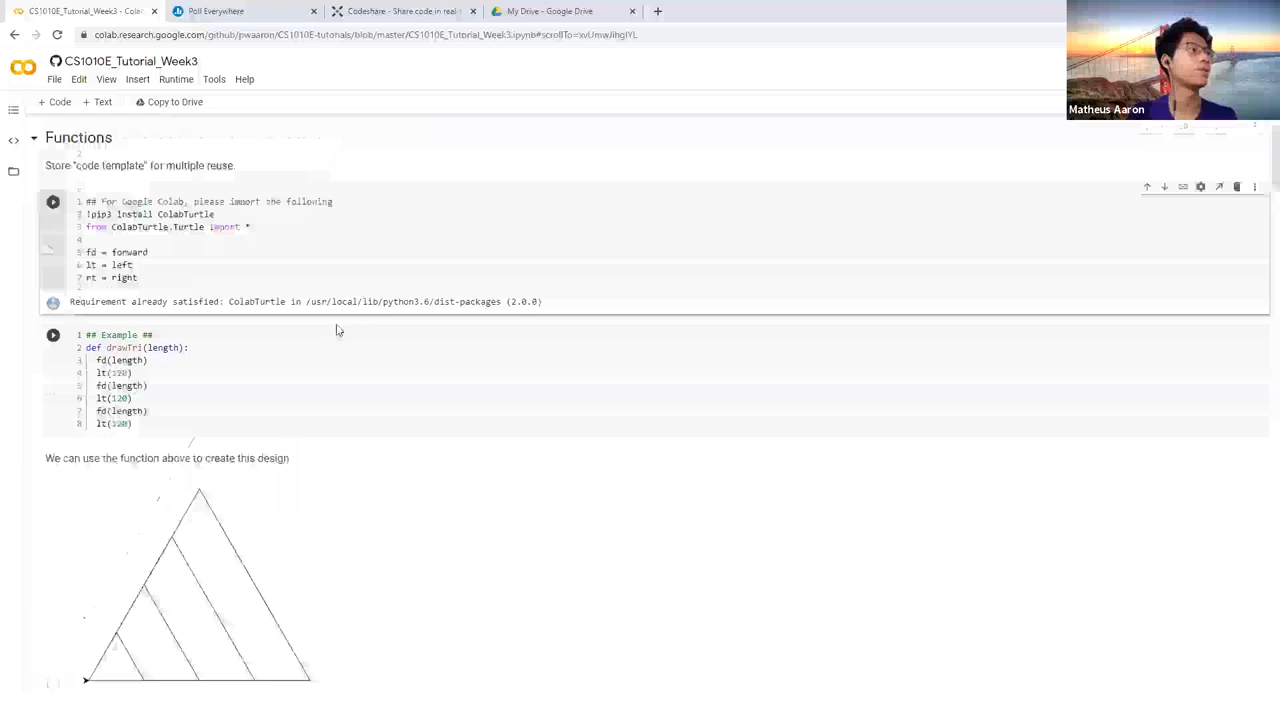 CS1010E_Tutorial_Week3 - Cola
Poll Everywhere
Codeshare - Share code in real-t
My Drive - Google Drive
colab.research.google.com/github/pwaaron/CS1010E-tutorials/blob/master/CS1010E_Tutorial_Week3.ipynb#scrollTo=xvUmwJihgIYL
CS1010E_Tutorial_Week3
File Edit View Insert Runtime Tools Help
+ Code + Text Copy to Drive
Matheus Aaron
Functions
2
Store "code template" for multiple reuse.
1 ## For Google Colab, please import the following
2 !pip3 install ColabTurtle
3 from ColabTurtle.Turtle import *
4
5 fd = forward
6 lt = left
7 rt = right
Requirement already satisfied: ColabTurtle in /usr/local/lib/python3.6/dist-packages (2.0.0)
1 ## Example ##
2 def drawTri(length):
3 fd(length)
4 lt(120)
5 fd(length)
6 lt(120)
7 fd(length)
8 lt(120)
We can use the function above to create this design